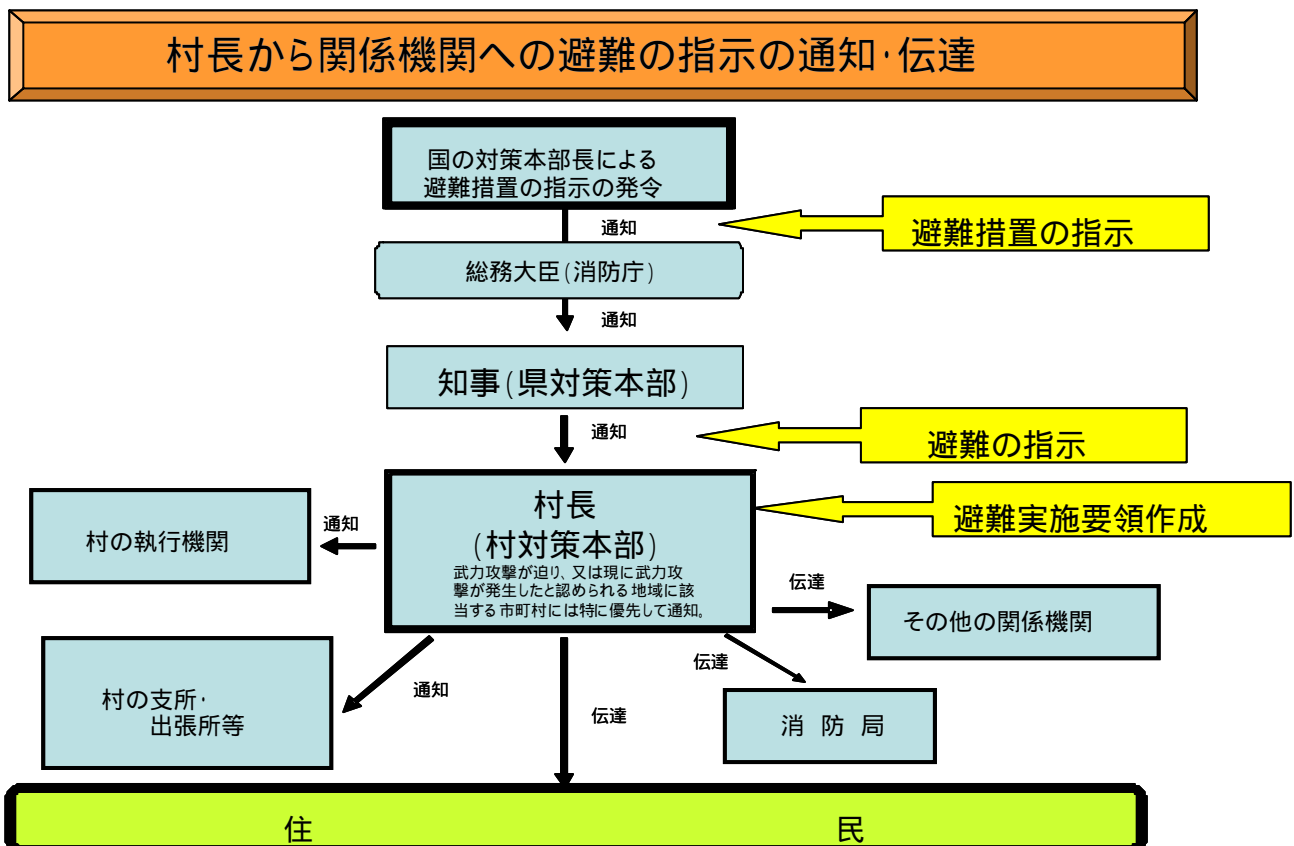 村長から関係機関への避難の指示の通知･伝達
国の対策本部長による
避難措置の指示の発令
通知
避難措置の指示
総務大臣(消防庁)
通知
知事(県対策本部)
通知
避難の指示
村長
(村対策本部)
武力攻撃が迫り、又は現に武力攻
撃が発生したと認められる地域に該
当する市町村には特に優先して通知。
避難実施要領作成
通知
村の執行機関
伝達
その他の関係機関
通知
村の支所･
出張所等
伝達
伝達
消 防 局
住 民